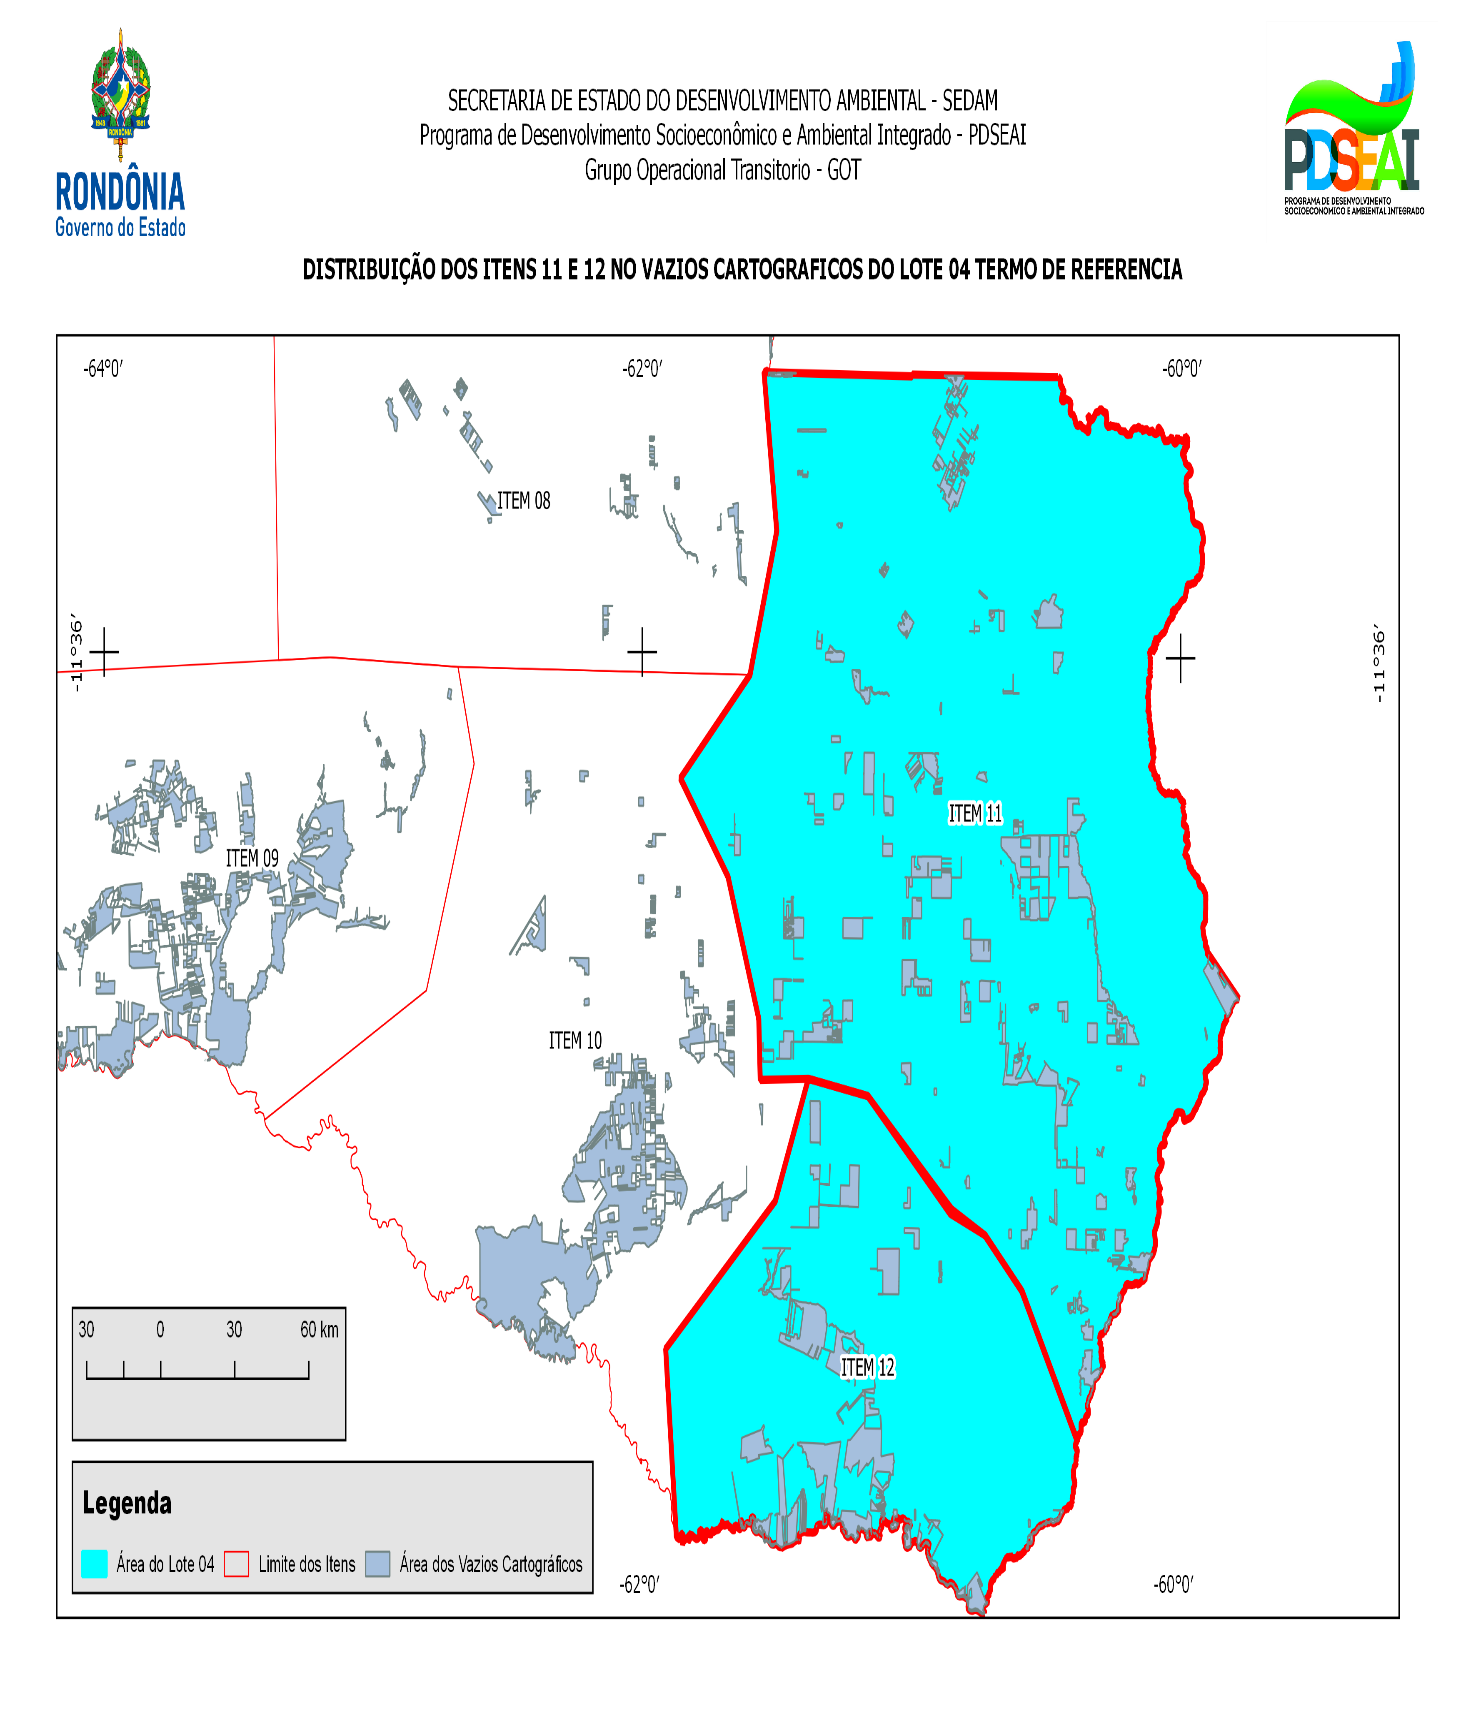 RONDÔNIA
Governo do Estado
SECRETARIA DE ESTADO DO DESENVOLVIMENTO AMBIENTAL - SEDAM
Programa de Desenvolvimento Socioeconômico e Ambiental Integrado - PDSEAI
Grupo Operacional Transitorio - GOT
PDSEAI
PROGRAMA DE DESENVOLVIMENTO
SOCIOECONOMICO E AMBIENTAL INTEGRADO
DISTRIBUIÇÃO DOS ITENS 11 E 12 NO VAZIOS CARTOGRAFICOS DO LOTE 04 TERMO DE REFERENCIA
-64°0′
-62°0′
-60°0′
ITEM 08
-11°36′
-11°36′
ITEM 11
ITEM 09
ITEM 10
ITEM 12
30 0 30 60 km
Legenda
Área do Lote 04
Limite dos Itens
Área dos Vazios Cartográficos
-62°0′
-60°0′